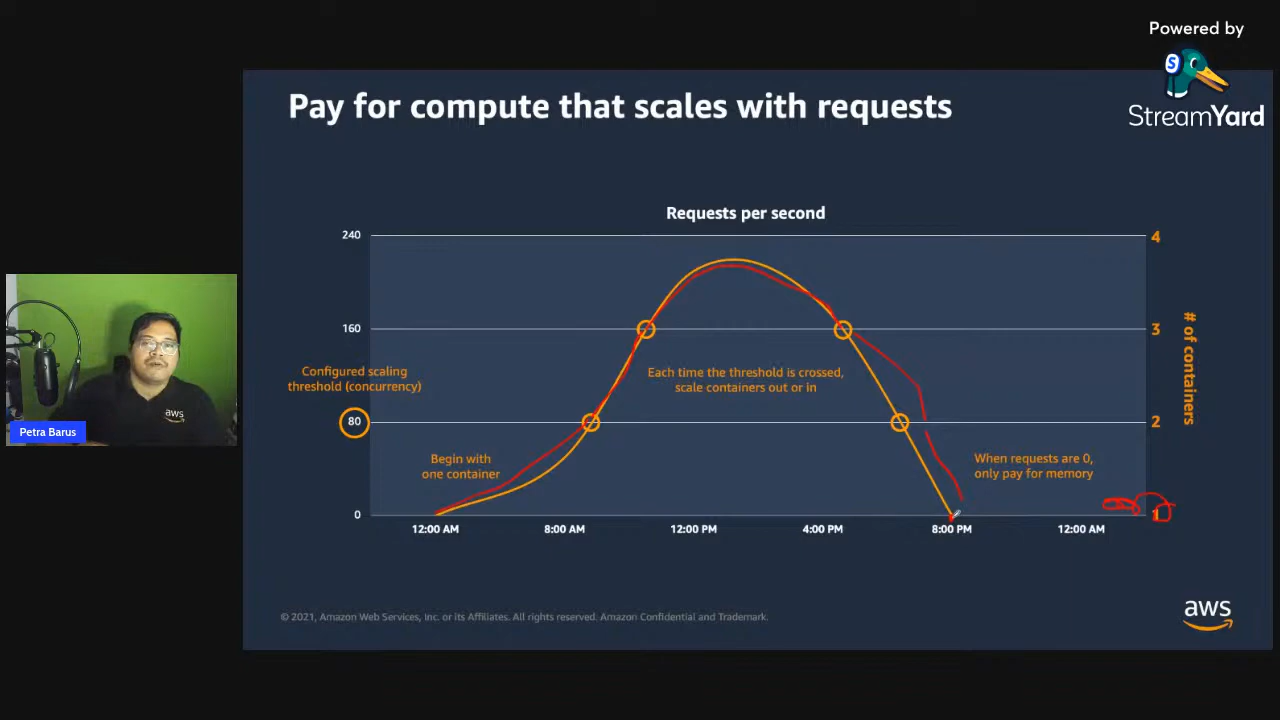 Powered by
StreamYard
Pay for compute that scales with requests
Requests per second
240
160
80
0
Configured scaling
threshold (concurrency)
Begin with
one container
Each time the threshold is crossed,
scale containers out or in
When requests are 0,
only pay for memory
4
3
2
1
# of containers
12:00 AM
8:00 AM
12:00 PM
4:00 PM
8:00 PM
12:00 AM
© 2021, Amazon Web Services, Inc. or its Affiliates. All rights reserved. Amazon Confidential and Trademark.
aws
aws
Petra Barus
S